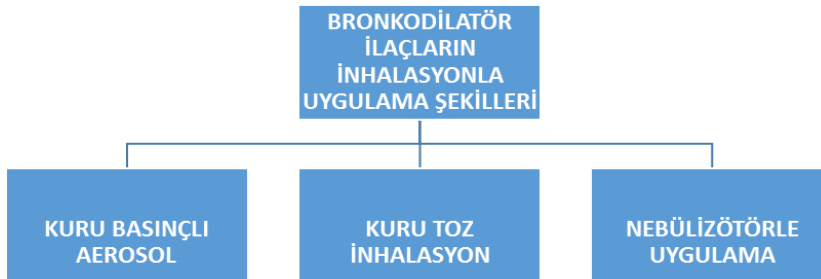 BRONKODİLATÖR
İLAÇLARIN
İNHALASYONLA
UYGULAMA ŞEKİLLERİ
KURU BASINÇLI
AEROSOL
KURU TOZ
İNHALASYON
NEBÜLİZÖTÖRLE
UYGULAMA